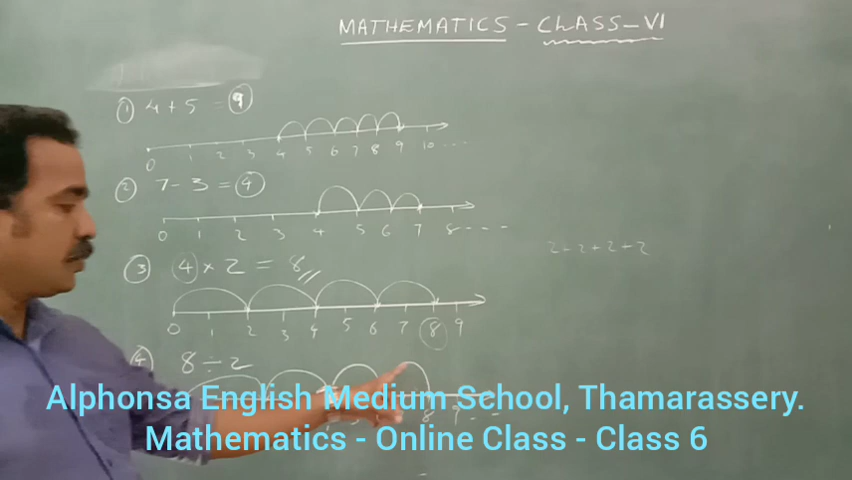 MATHEMATICS - CLASS-VI
① 4 + 5 = 9
0 1 2 3 4 5 6 7 8 9 10 ...
② 7 - 3 = 4
0 1 2 3 4 5 6 7 8 - - - -
2 + 2 + 2 + 2
③ 4 × 2 = 8
0 1 2 3 4 5 6 7 8 9
④ 8 ÷ 2
8 9 - -
Alphonsa English Medium School, Thamarassery.
Mathematics - Online Class - Class 6